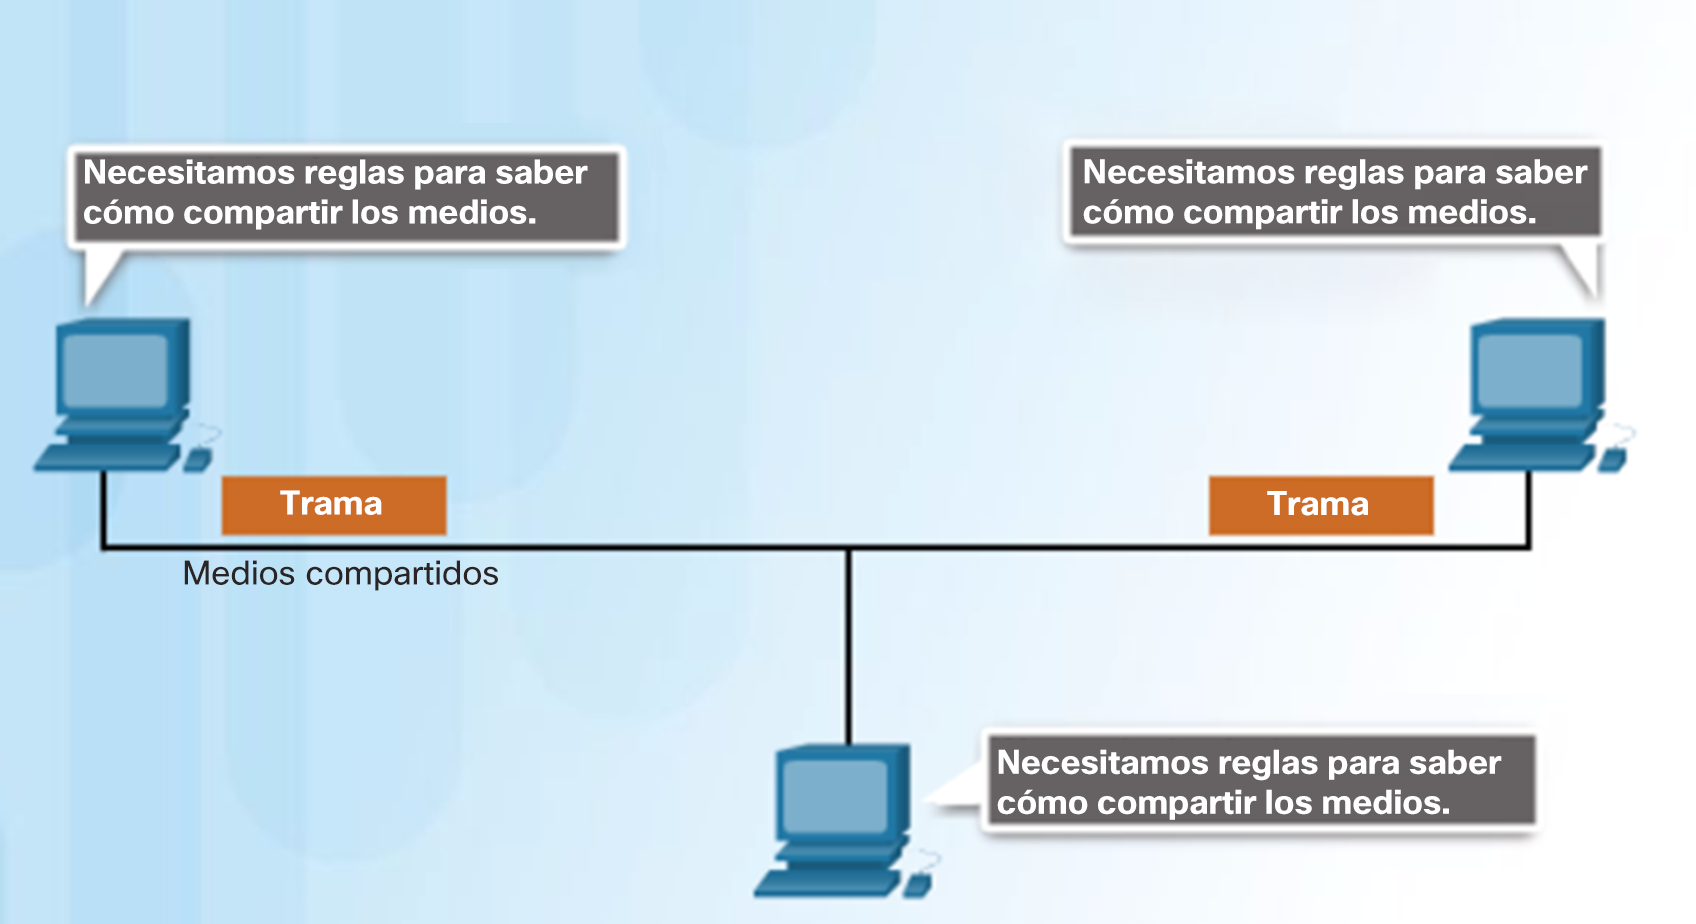 Necesitamos reglas para saber
cómo compartir los medios.
Necesitamos reglas para saber
cómo compartir los medios.
Trama
Trama
Medios compartidos
Necesitamos reglas para saber
cómo compartir los medios.